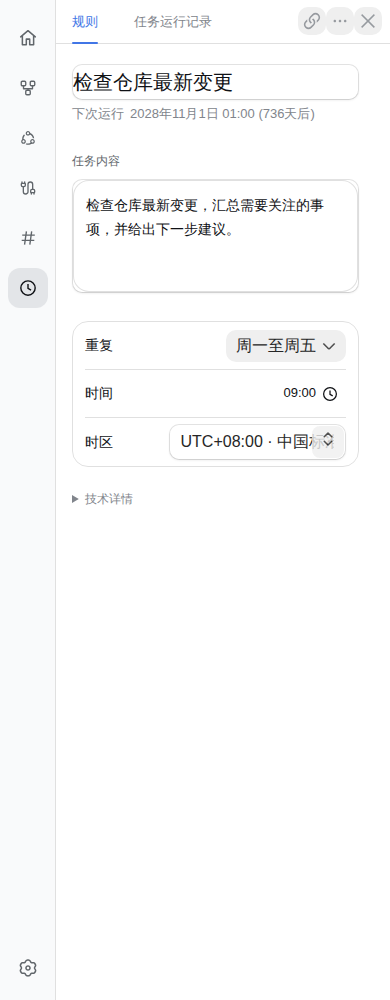 规则
任务运行记录
检查仓库最新变更
下次运行 2028年11月1日 01:00 (736天后)
任务内容
检查仓库最新变更，汇总需要关注的事
项，并给出下一步建议。
重复
周一至周五
时间
09:00
时区
UTC+08:00 · 中国标
技术详情